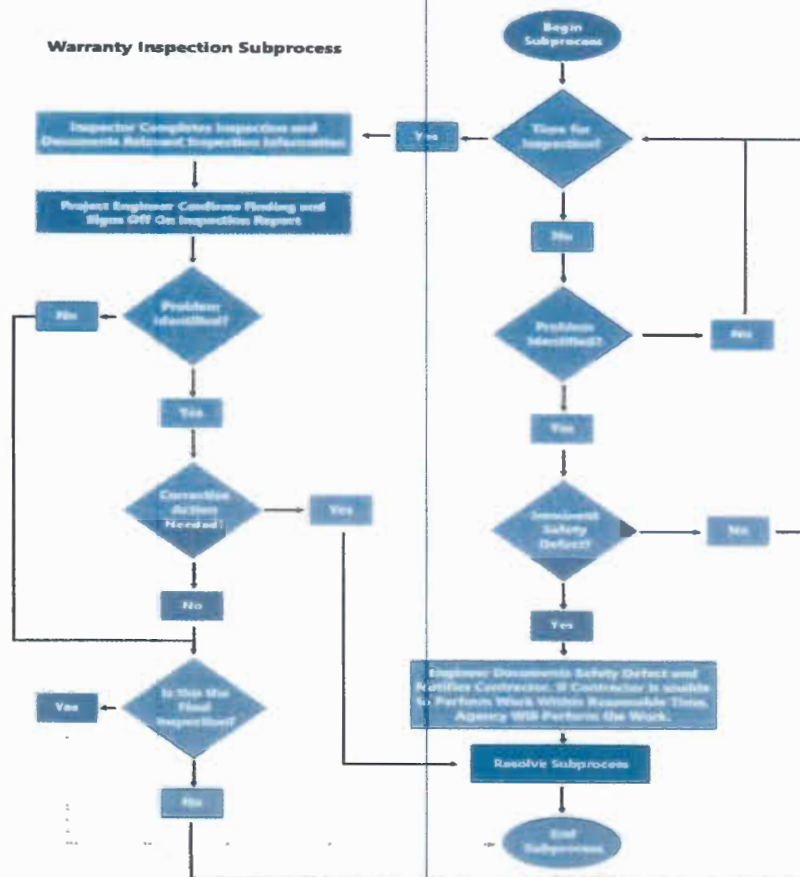 Warranty Inspection Subprocess
Begin
Subprocess
Time for
Inspection?
Yes
Inspector Completes Inspection and
Documents Relevant Inspection Information
Project Engineer Confirms Finding and
Signs Off On Inspection Report
No
Problem
Identified?
No
Problem
Identified?
No
Yes
Yes
Corrective
Action
Needed?
Yes
Imminent
Safety
Defect?
No
No
Yes
Is this the
Final
Inspection?
Yes
Engineer Documents Safety Defect and
Notifies Contractor. If Contractor is unable
to Perform Work Within Reasonable Time,
Agency Will Perform the Work.
Resolve Subprocess
No
End
Subprocess